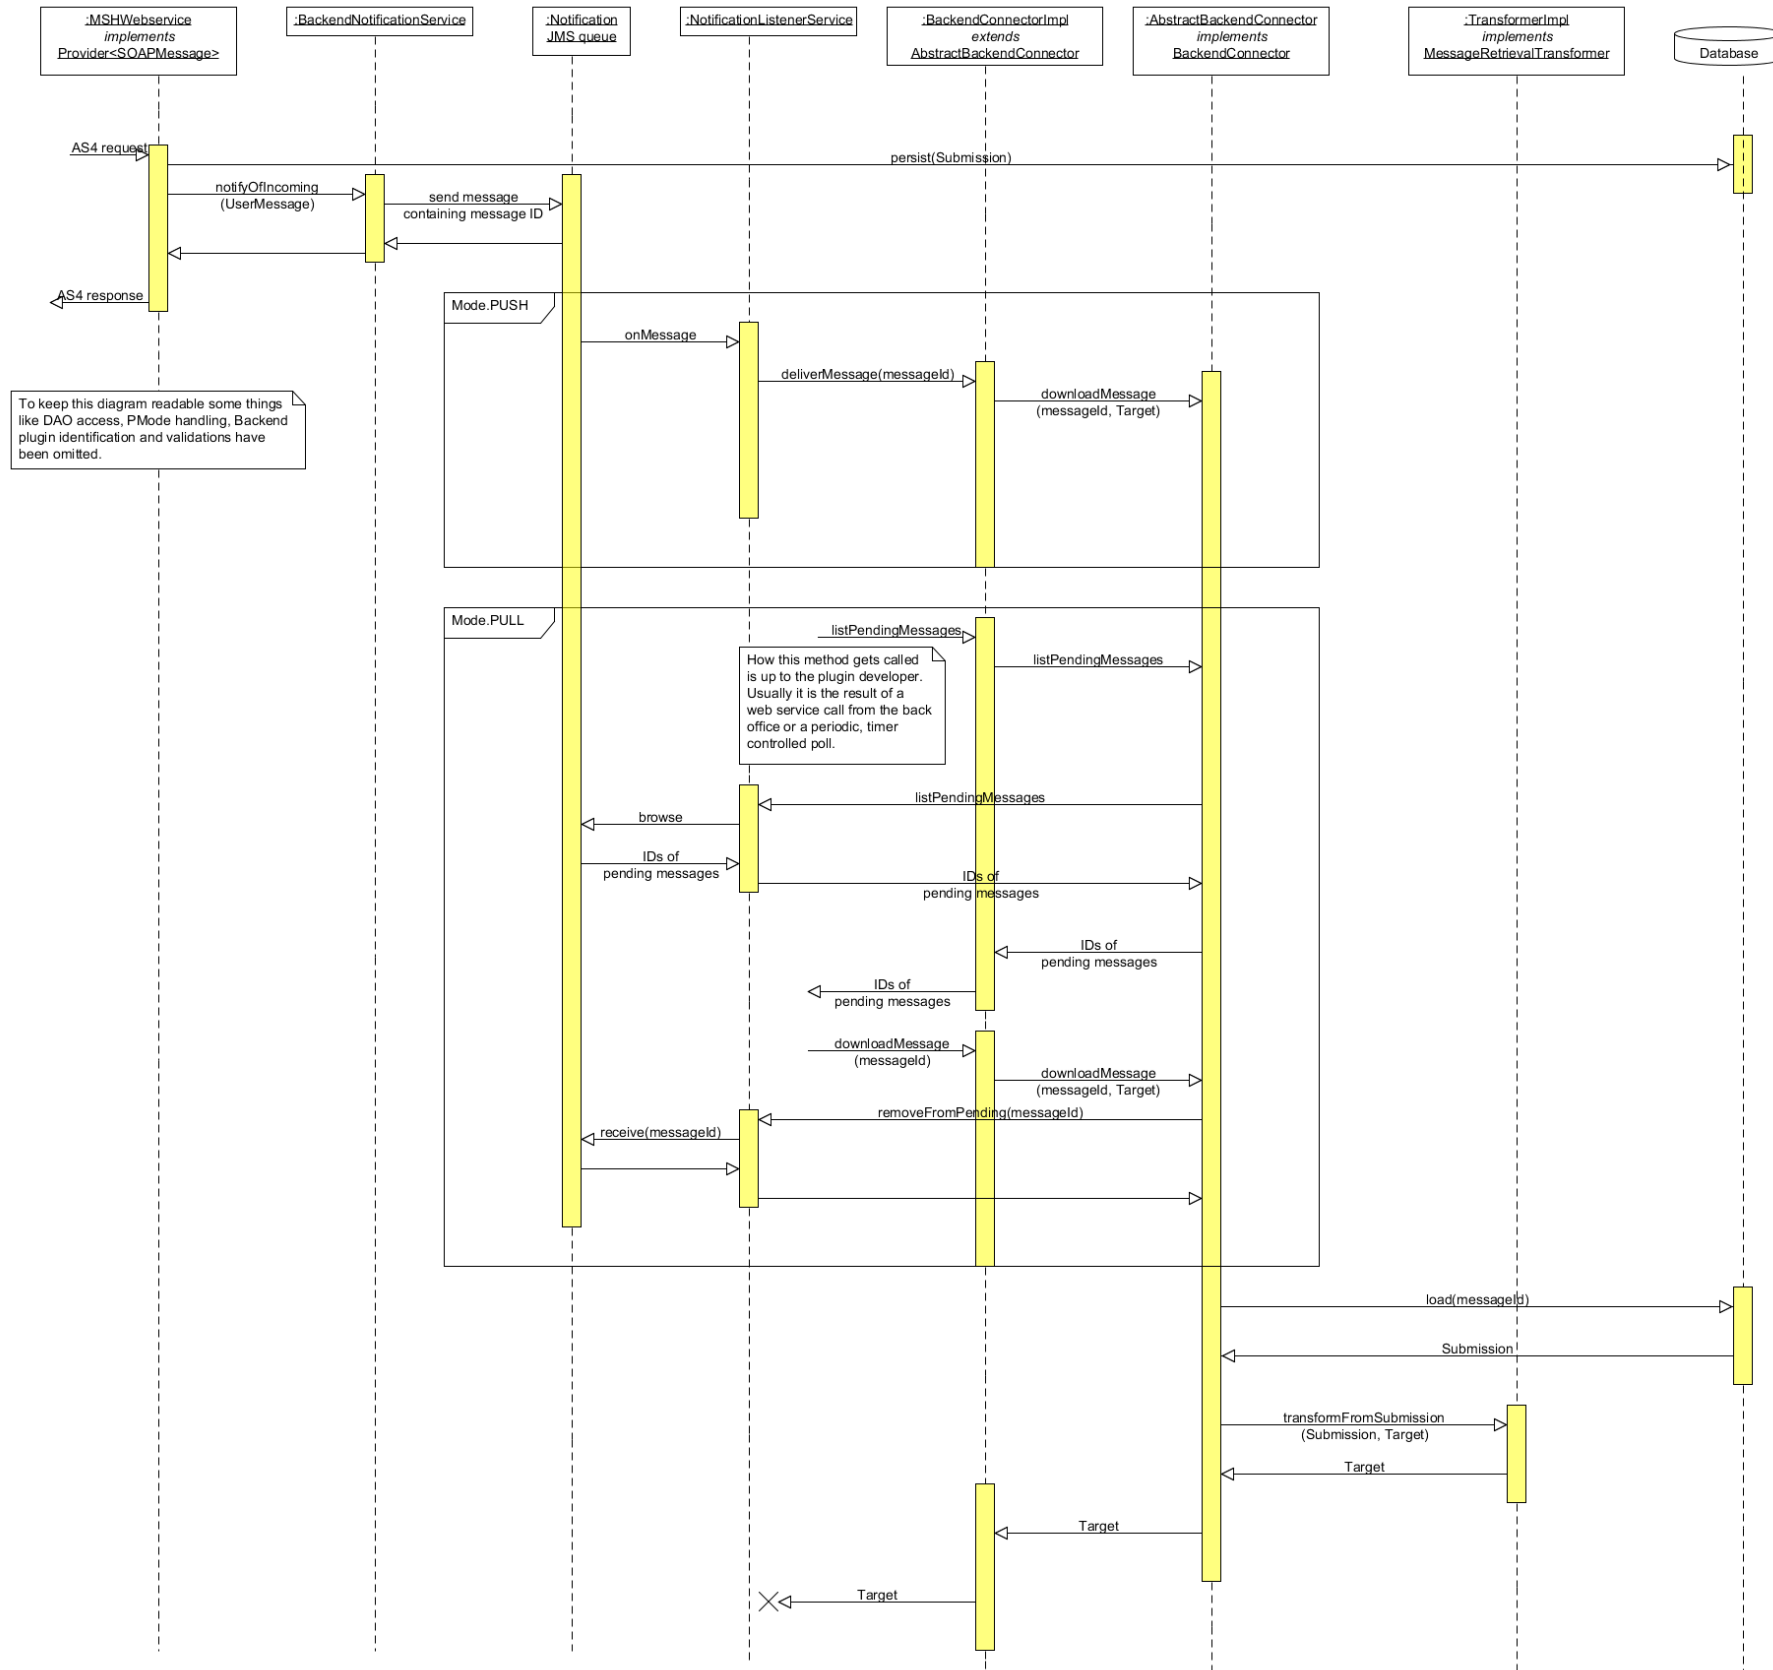 :MSHWebservice
implements
Provider<SOAPMessage>
:BackendNotificationService
:Notification
JMS queue
:NotificationListenerService
:BackendConnectorImpl
extends
AbstractBackendConnector
:AbstractBackendConnector
implements
BackendConnector
:TransformerImpl
implements
MessageRetrievalTransformer
Database
AS4 request
persist(Submission)
notifyOfIncoming
(UserMessage)
send message
containing message ID
AS4 response
Mode.PUSH
onMessage
deliverMessage(messageId)
downloadMessage
(messageId, Target)
To keep this diagram readable some things
like DAO access, PMode handling, Backend
plugin identification and validations have
been omitted.
Mode.PULL
listPendingMessages
listPendingMessages
How this method gets called
is up to the plugin developer.
Usually it is the result of a
web service call from the back
office or a periodic, timer
controlled poll.
listPendingMessages
browse
IDs of
pending messages
IDs of
pending messages
IDs of
pending messages
IDs of
pending messages
downloadMessage
(messageId)
downloadMessage
(messageId, Target)
removeFromPending(messageId)
receive(messageId)
load(messageId)
Submission
transformFromSubmission
(Submission, Target)
Target
Target
Target